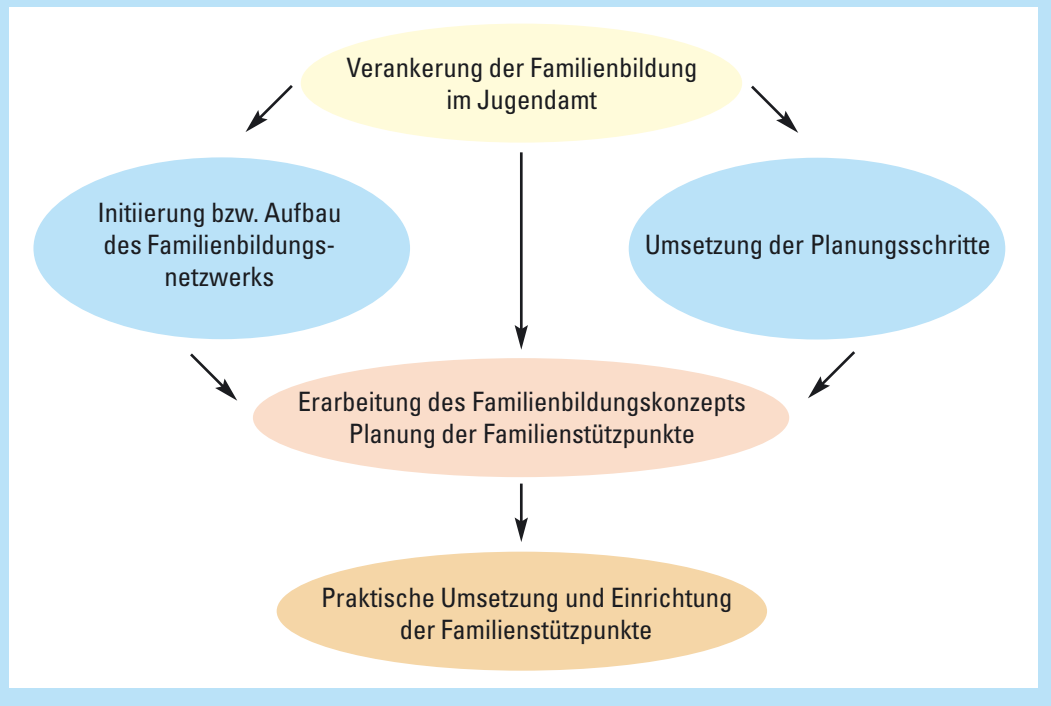 Verankerung der Familienbildung
im Jugendamt
Initiierung bzw. Aufbau
des Familienbildungs-
netzwerks
Umsetzung der Planungsschritte
Erarbeitung des Familienbildungskonzepts
Planung der Familienstützpunkte
Praktische Umsetzung und Einrichtung
der Familienstützpunkte